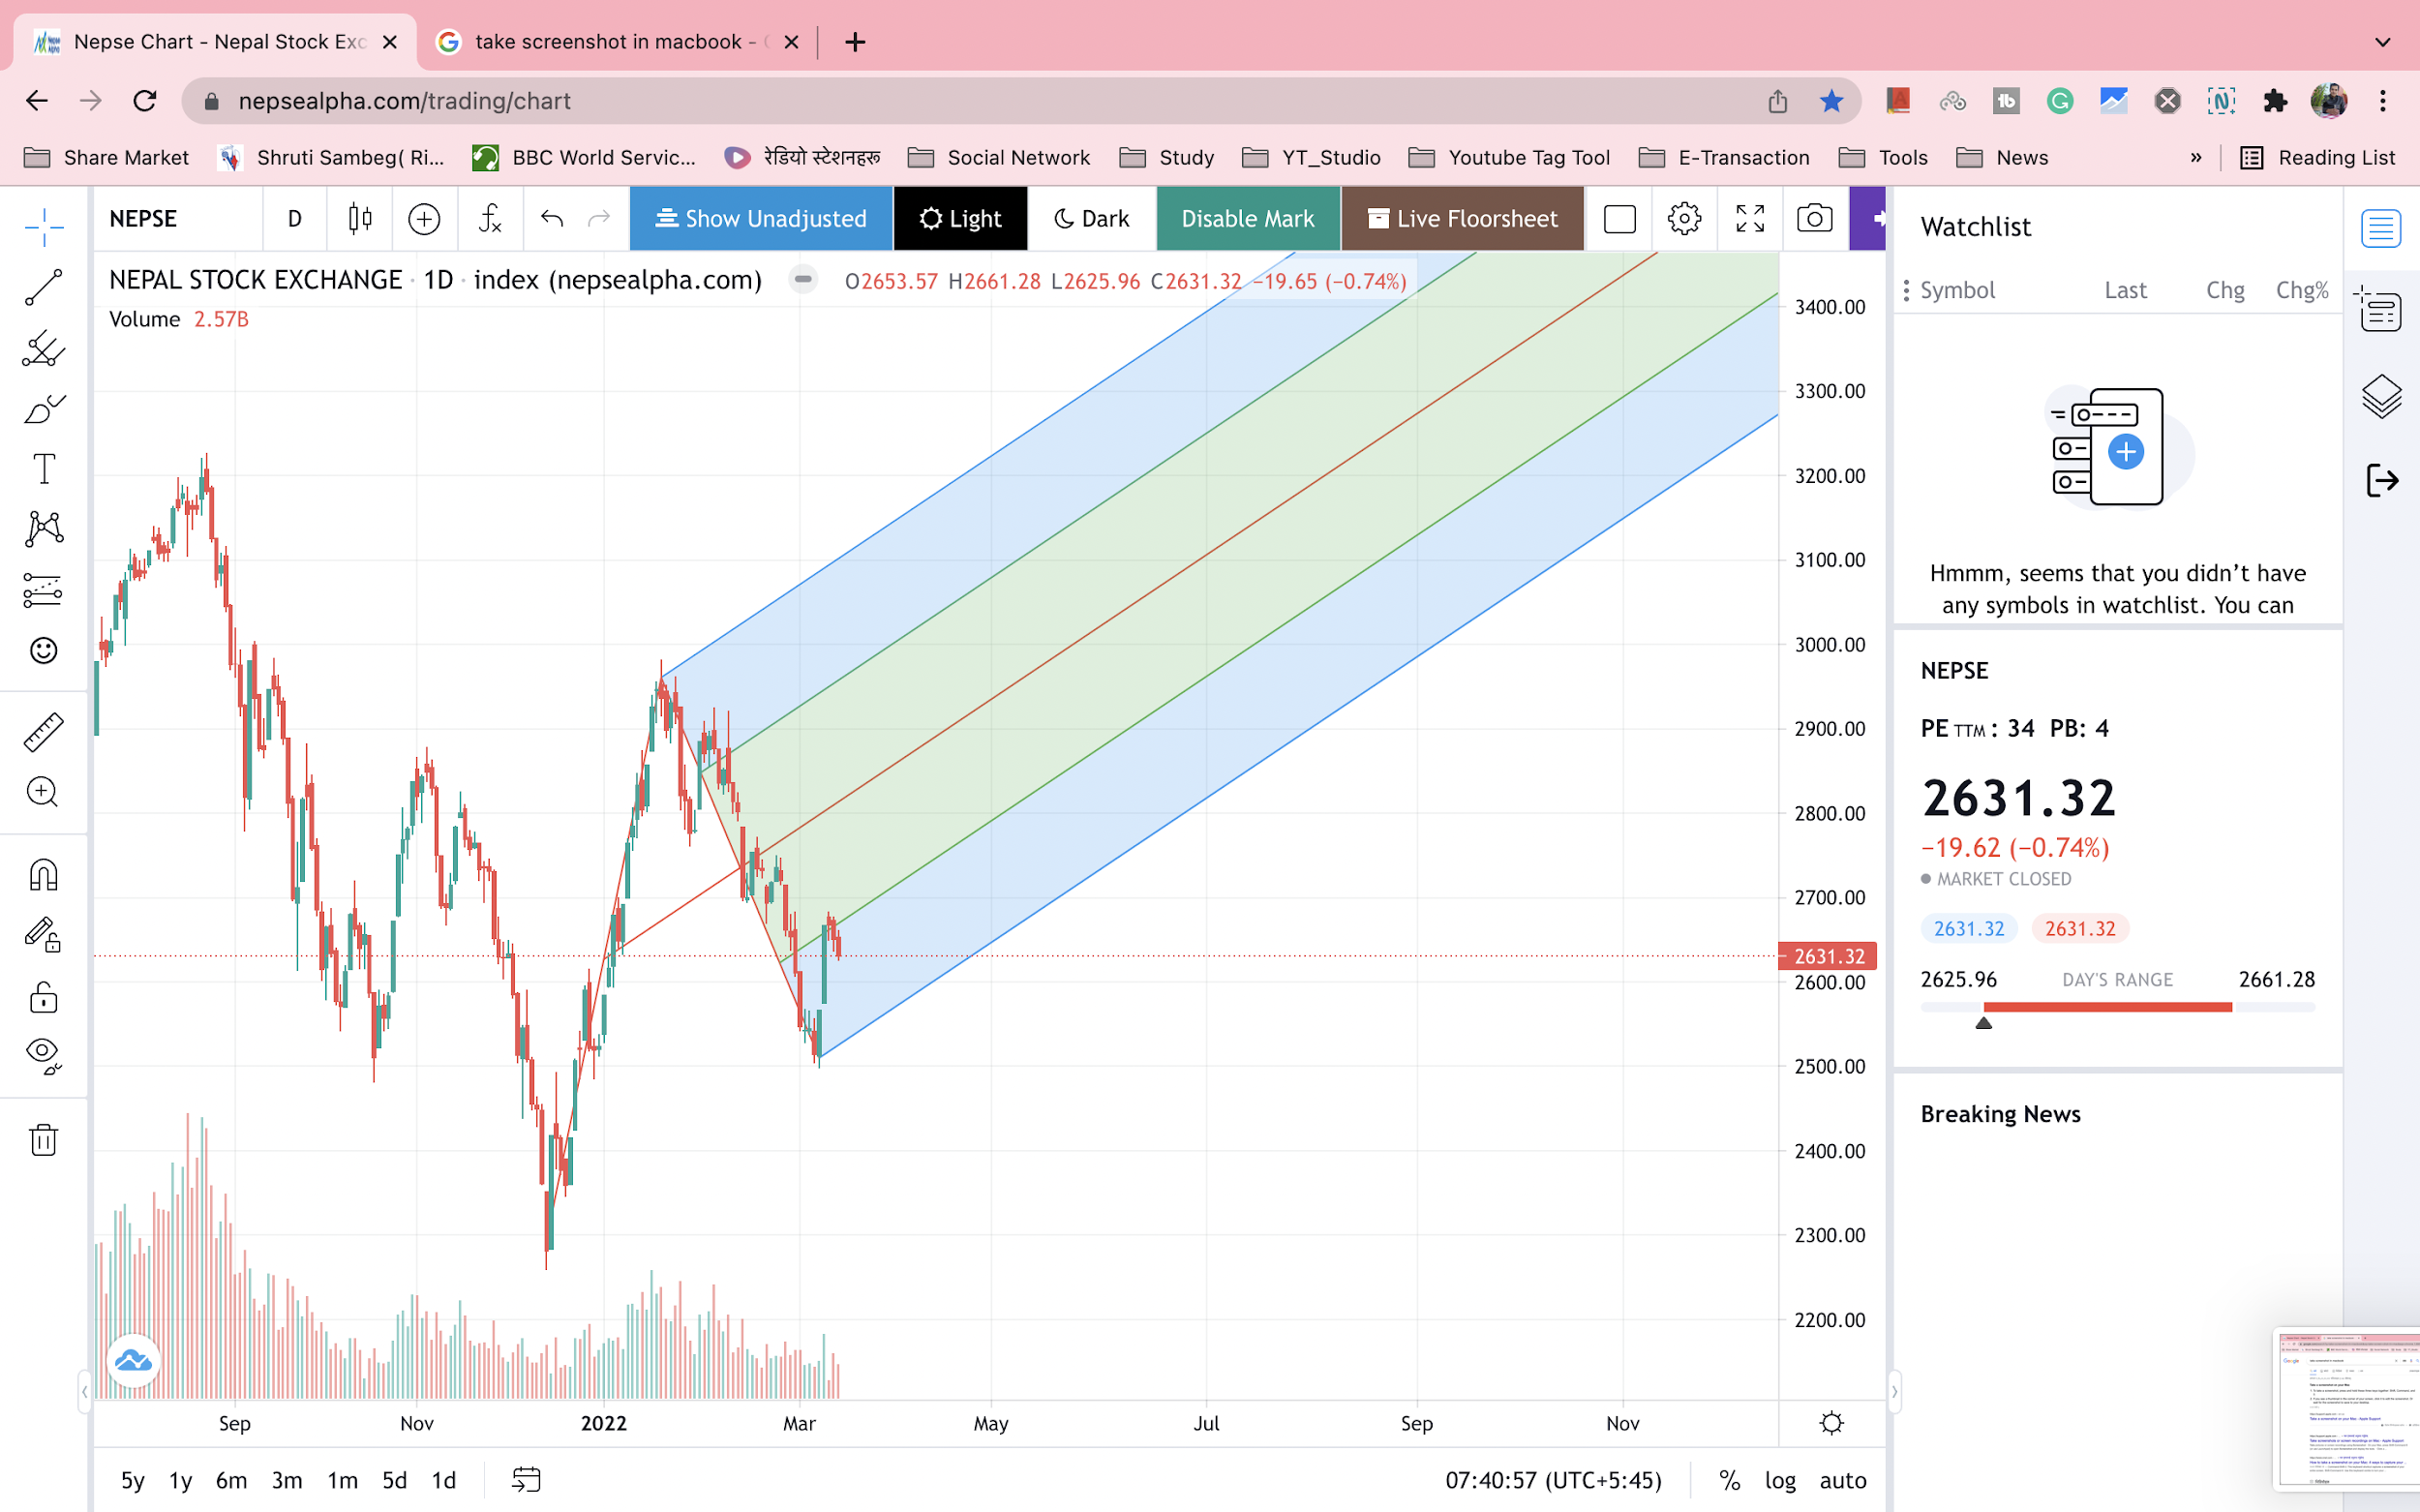 Nepse Chart - Nepal Stock Exc
take screenshot in macbook -
nepsealpha.com/trading/chart
Share Market Shruti Sambeg( Ri... BBC World Servic... रेडियो स्टेशनहरू Social Network Study YT_Studio Youtube Tag Tool E-Transaction Tools News » Reading List
NEPSE D Show Unadjusted Light Dark Disable Mark Live Floorsheet
NEPAL STOCK EXCHANGE · 1D · index (nepsealpha.com) O2653.57 H2661.28 L2625.96 C2631.32 −19.65 (−0.74%)
Volume 2.57B
3400.00
3300.00
3200.00
3100.00
3000.00
2900.00
2800.00
2700.00
2631.32
2600.00
2500.00
2400.00
2300.00
2200.00
Sep Nov 2022 Mar May Jul Sep Nov
5y 1y 6m 3m 1m 5d 1d 07:40:57 (UTC+5:45) % log auto
Watchlist
Symbol Last Chg Chg%
Hmmm, seems that you didn't have
any symbols in watchlist. You can
NEPSE
PE TTM : 34 PB: 4
2631.32
−19.62 (−0.74%)
MARKET CLOSED
2631.32 2631.32
2625.96 DAY'S RANGE 2661.28
Breaking News